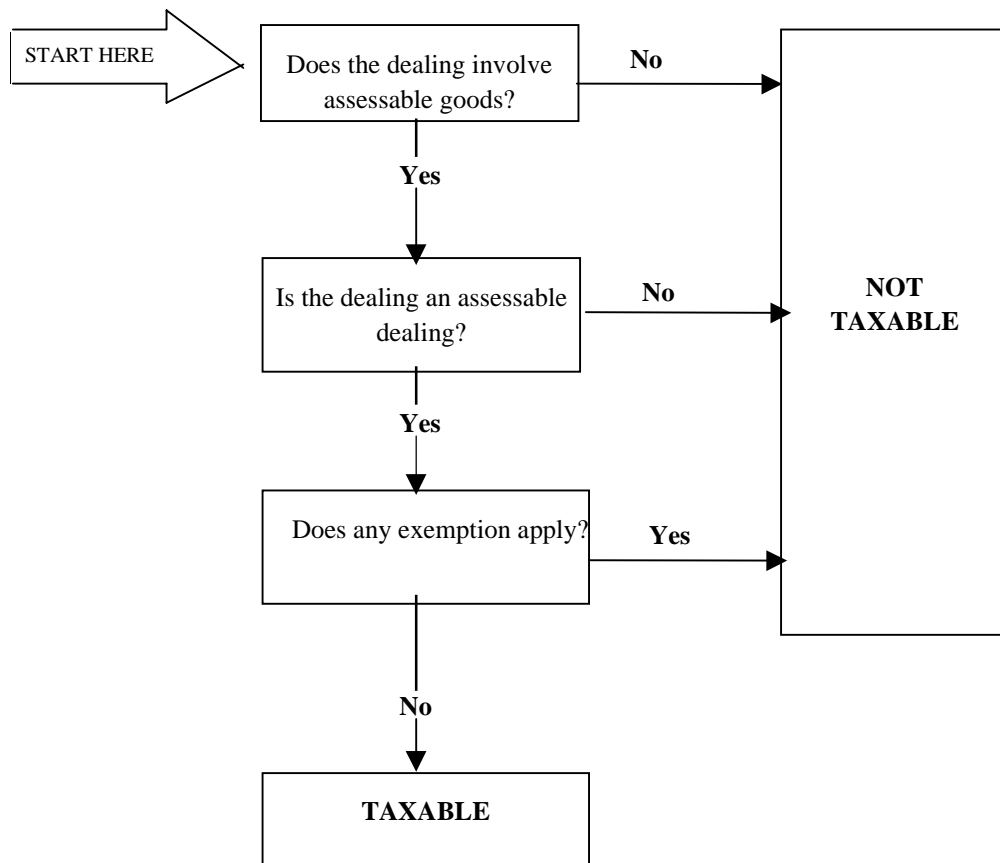 START HERE
Does the dealing involve
assessable goods?
No
Yes
Is the dealing an assessable
dealing?
No
NOT
TAXABLE
Yes
Does any exemption apply?
Yes
No
TAXABLE